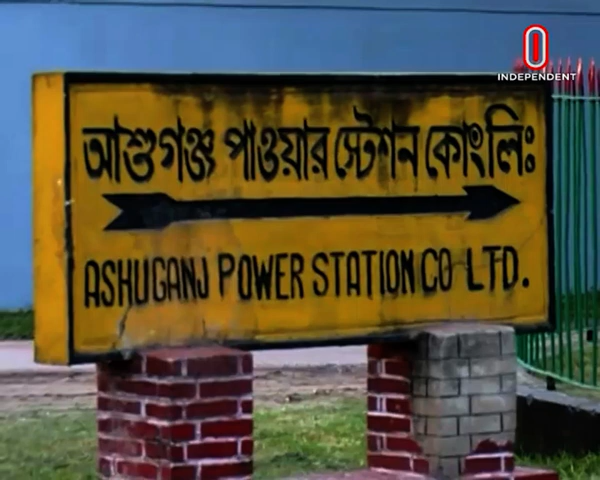 INDEPENDENT
আশুগঞ্জ পাওয়ার স্টেশন কোংলিঃ
ASHUGANJ POWER STATION CO LTD.